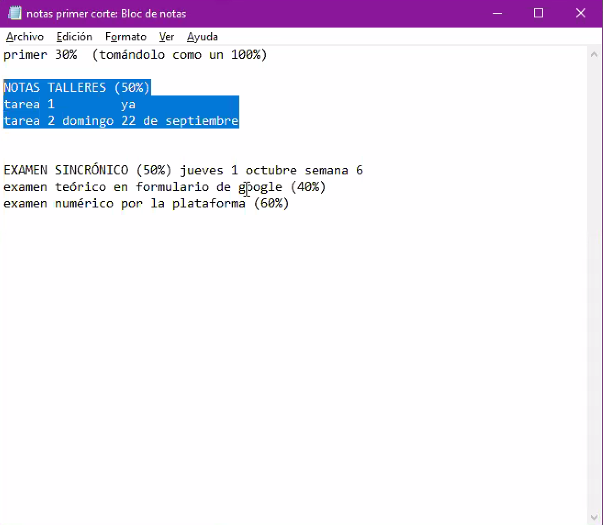 notas primer corte: Bloc de notas
Archivo Edición Formato Ver Ayuda
primer 30% (tomándolo como un 100%)
NOTAS TALLERES (50%)
tarea 1 ya
tarea 2 domingo 22 de septiembre
EXAMEN SINCRÓNICO (50%) jueves 1 octubre semana 6
examen teórico en formulario de google (40%)
examen numérico por la plataforma (60%)